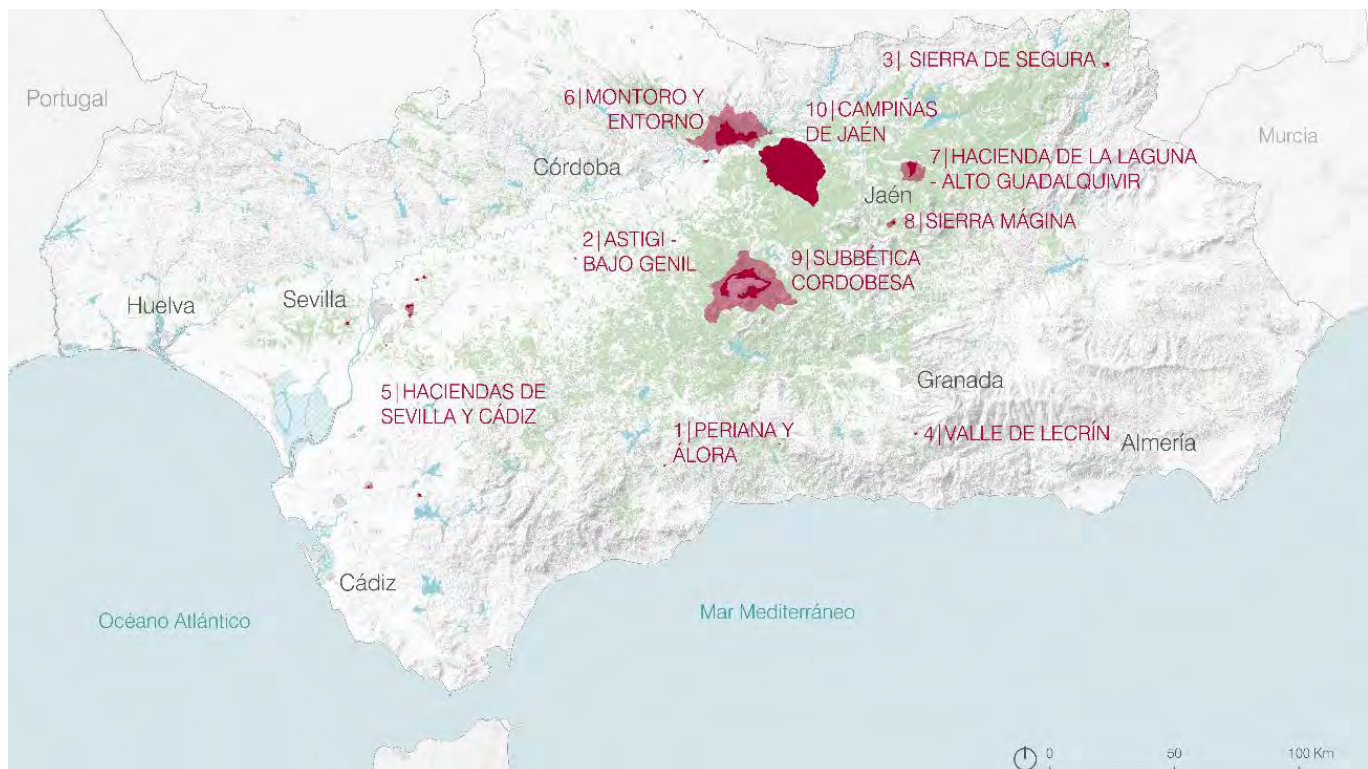 3| SIERRA DE SEGURA
Portugal
6|MONTORO Y
ENTORNO
10|CAMPIÑAS
DE JAÉN
Murcia
Córdoba
7|HACIENDA DE LA LAGUNA
- ALTO GUADALQUIVIR
Jaén
8|SIERRA MÁGINA
2|ASTIGI -
BAJO GENIL
9|SUBBÉTICA
CORDOBESA
Sevilla
Huelva
Granada
5|HACIENDAS DE
SEVILLA Y CÁDIZ
1|PERIANA Y
ÁLORA
4|VALLE DE LECRÍN
Almería
Cádiz
Océano Atlántico
Mar Mediterráneo
0 50 100 Km